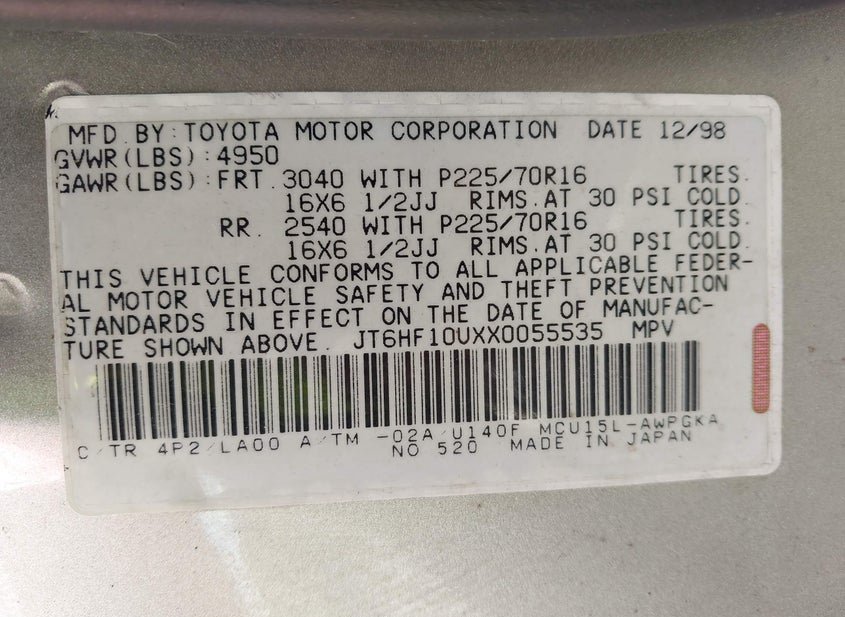 MFD. BY: TOYOTA MOTOR CORPORATION DATE 12/98
GVWR(LBS): 4950
GAWR(LBS): FRT. 3040 WITH P225/70R16 TIRES.
16X6 1/2JJ RIMS. AT 30 PSI COLD.
RR. 2540 WITH P225/70R16 TIRES.
16X6 1/2JJ RIMS. AT 30 PSI COLD.
THIS VEHICLE CONFORMS TO ALL APPLICABLE FEDER-
AL MOTOR VEHICLE SAFETY AND THEFT PREVENTION
STANDARDS IN EFFECT ON THE DATE OF MANUFAC-
TURE SHOWN ABOVE. JT6HF10UXX0055535 MPV
C/TR 4P2/LA00 A/TM -02A/U140F MCU15L-AWPGKA
NO 520 MADE IN JAPAN